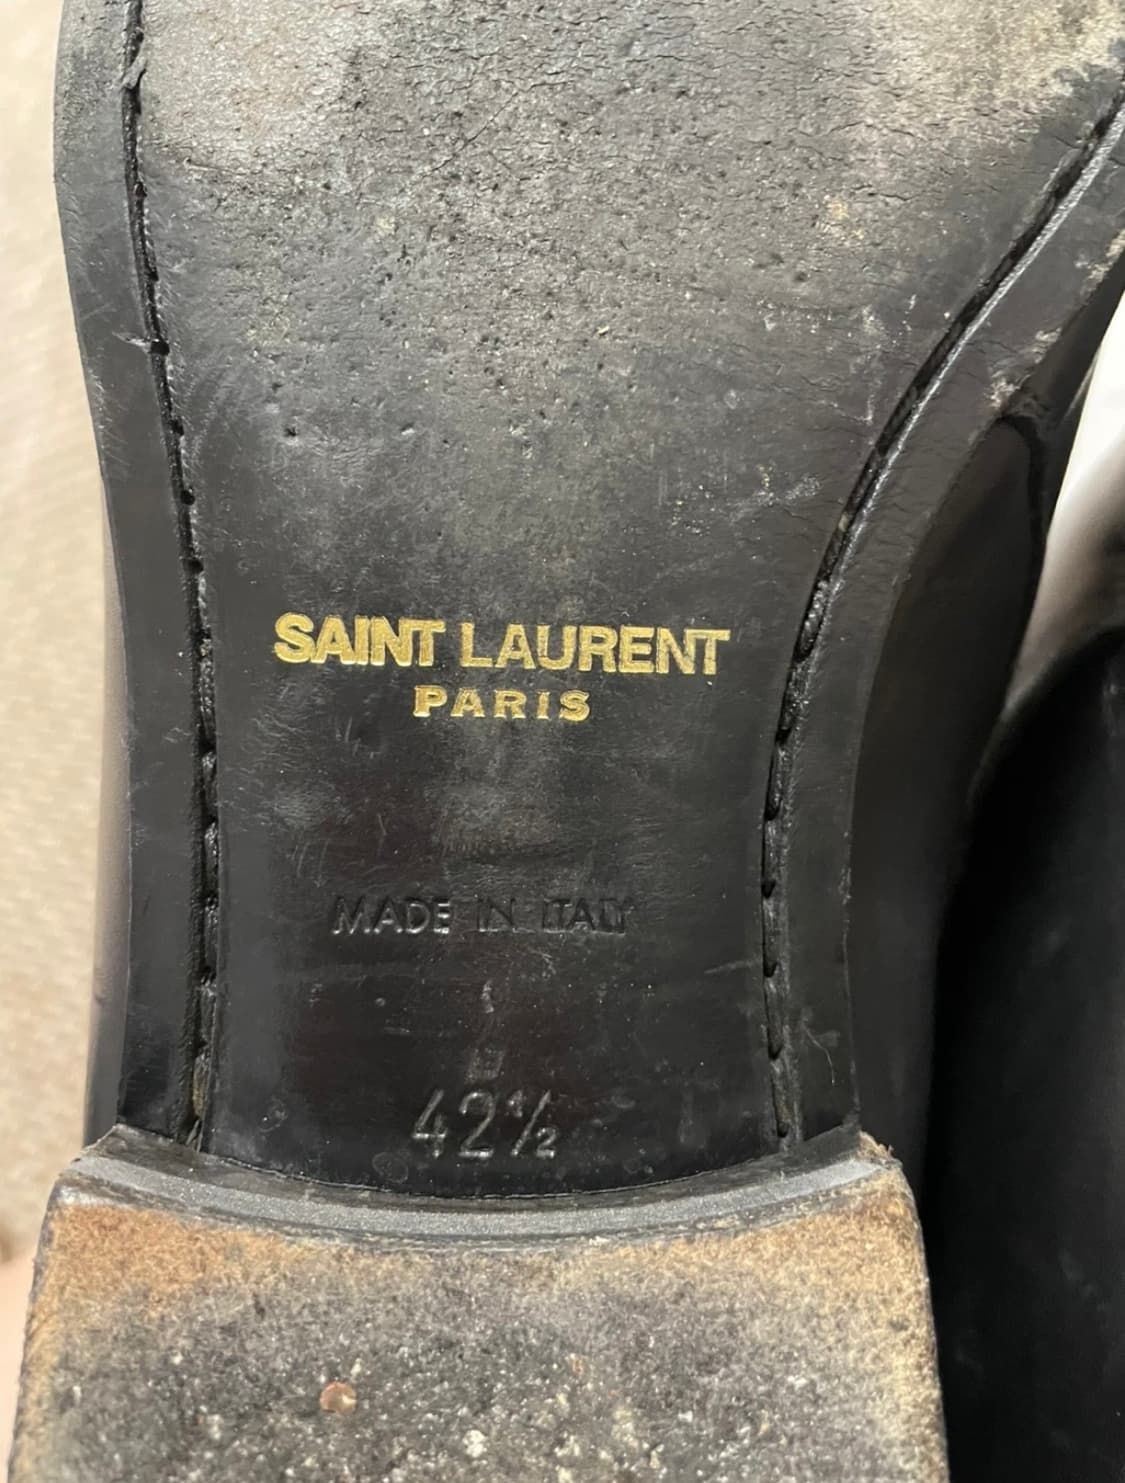 SAINT LAURENT
PARIS
MADE IN ITALY
42½